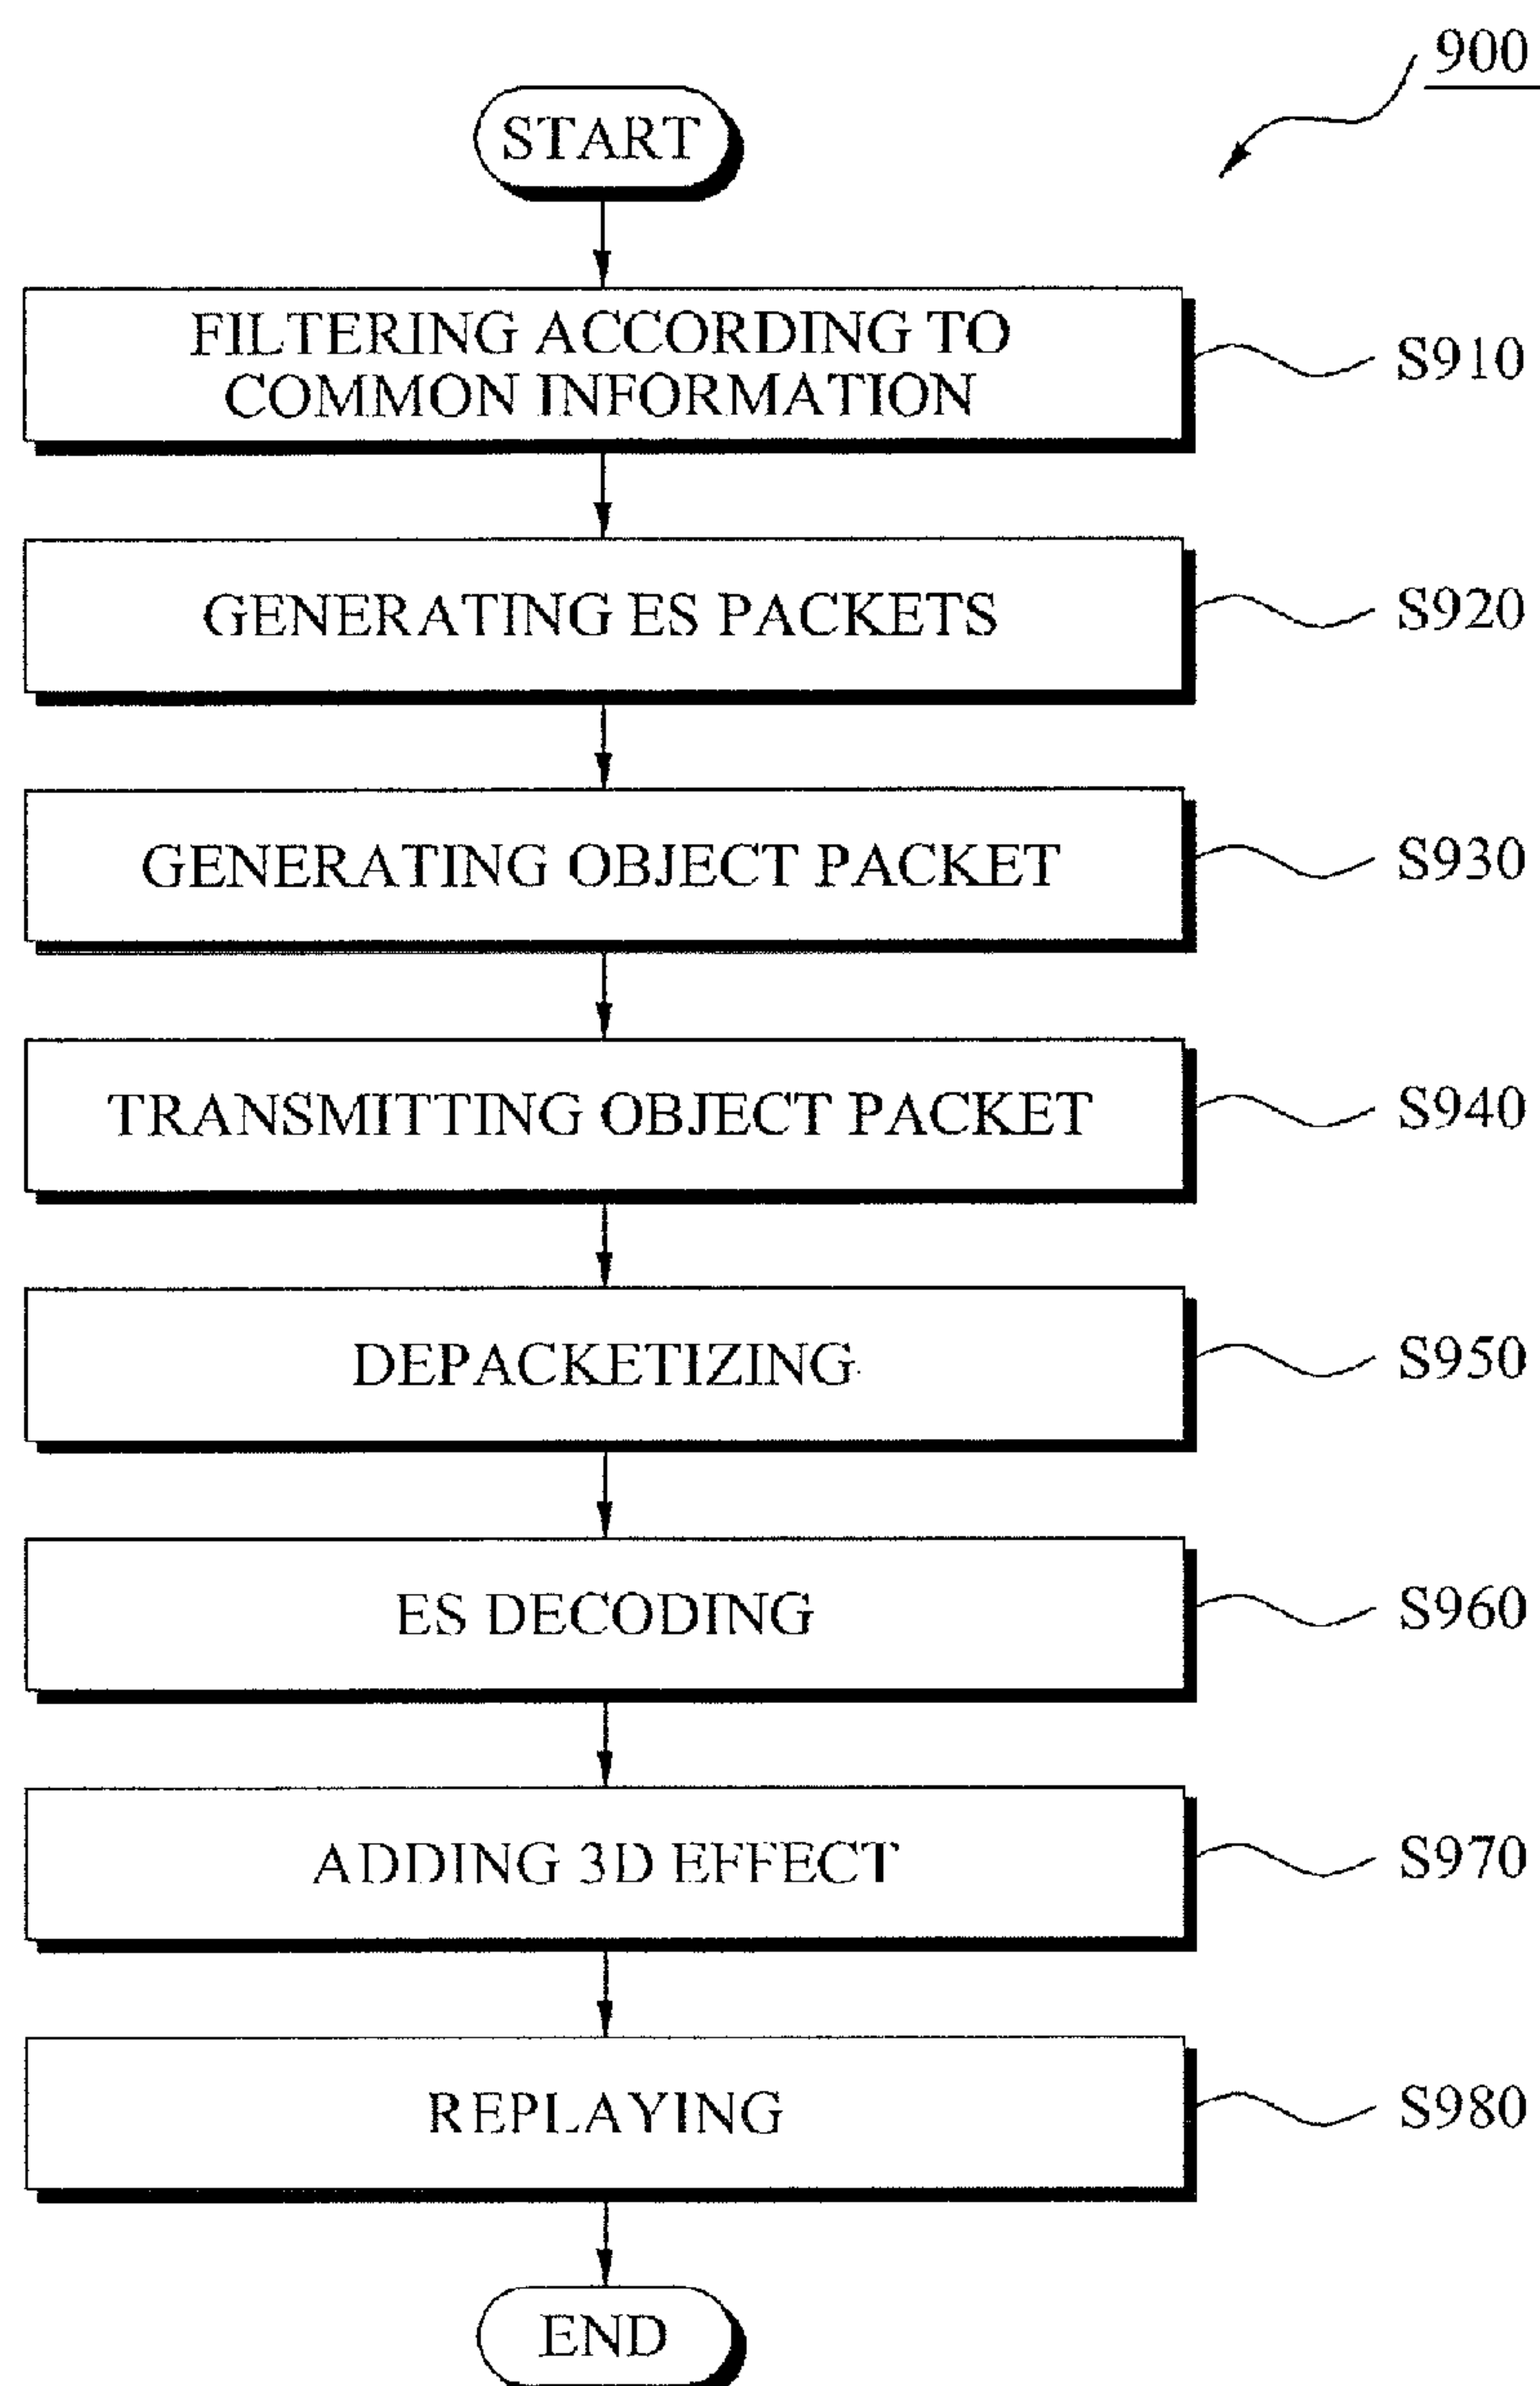 900
START
FILTERING ACCORDING TO
COMMON INFORMATION
S910
GENERATING ES PACKETS
S920
GENERATING OBJECT PACKET
S930
TRANSMITTING OBJECT PACKET
S940
DEPACKETIZING
S950
ES DECODING
S960
ADDING 3D EFFECT
S970
REPLAYING
S980
END